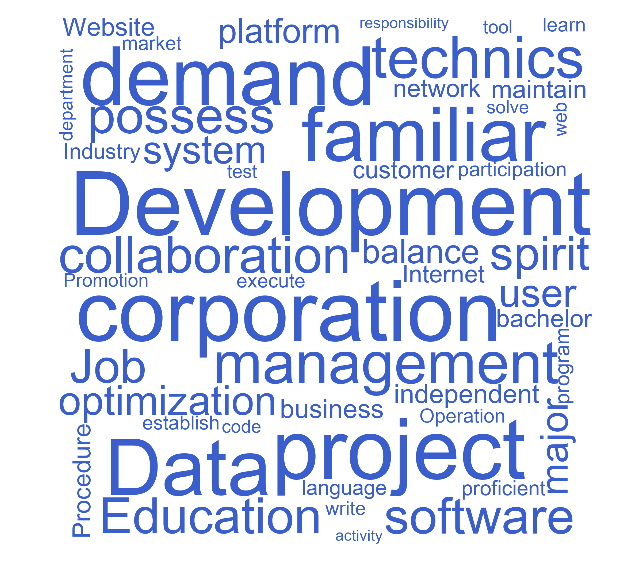 Website
market
platform
responsibility
tool
learn
department
demand
technics
network
maintain
possess
familiar
solve
web
Industry
system
test
customer
participation
Development
collaboration
balance
spirit
Promotion
execute
Internet
corporation
user
bachelor
Job
management
program
optimization
business
independent
establish
code
Operation
major
Procedure
Data
project
language
proficient
Education
write
software
activity